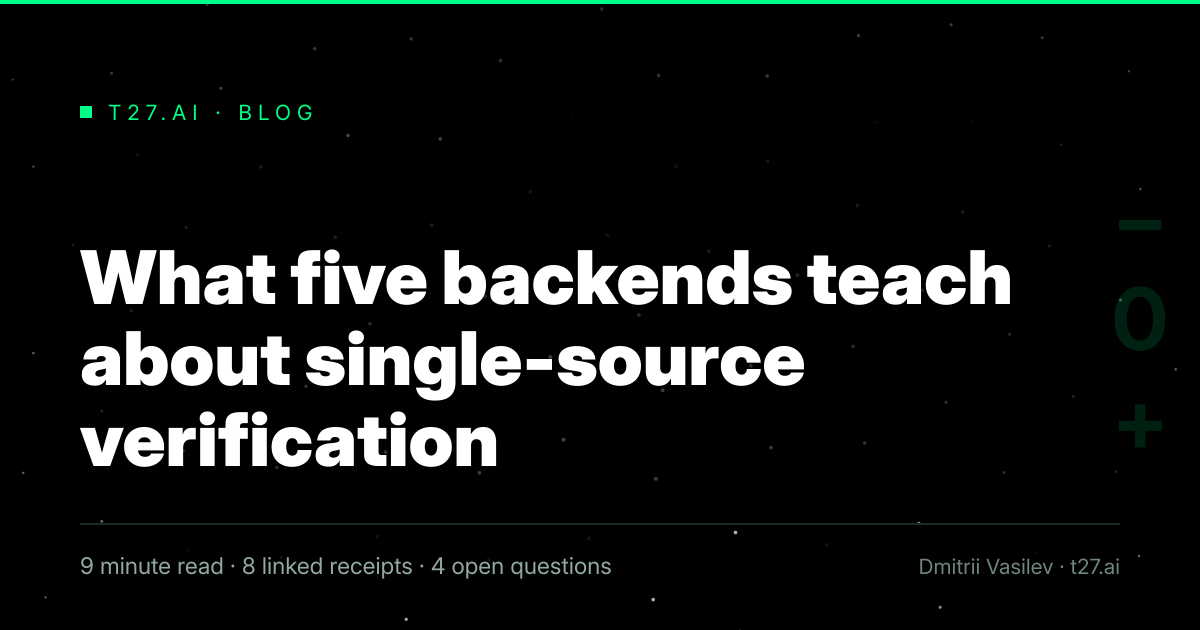 T27.AI · BLOG
What five backends teach
about single-source
verification
−
0
+
9 minute read · 8 linked receipts · 4 open questions
Dmitrii Vasilev · t27.ai